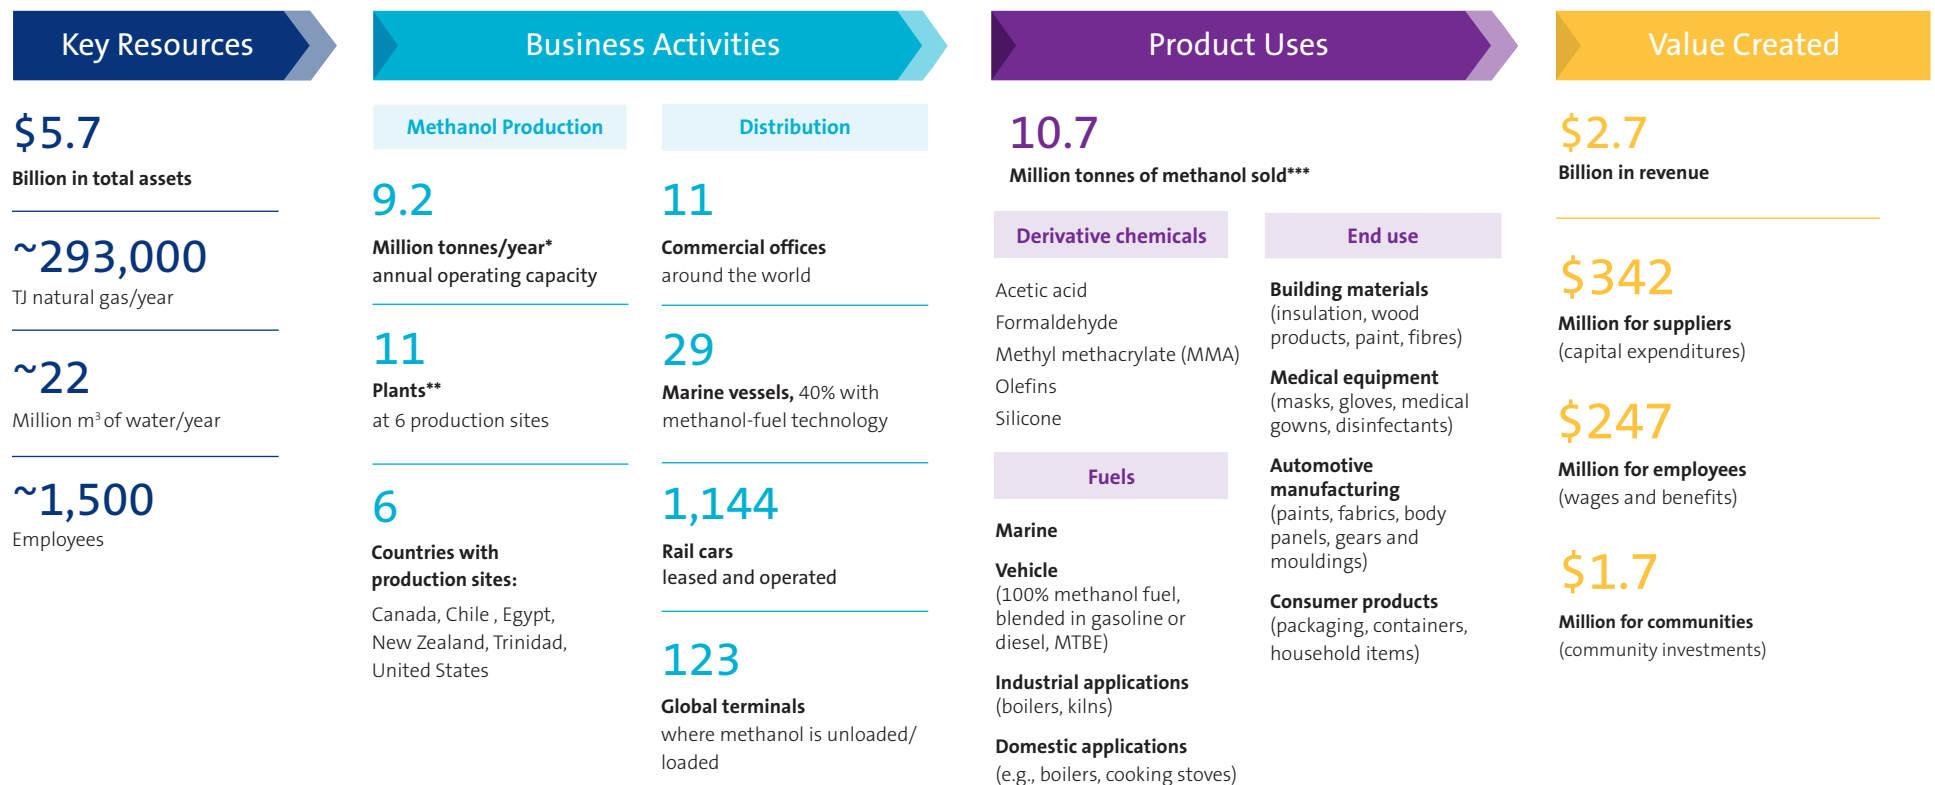 Key Resources
$5.7
Billion in total assets
~293,000
TJ natural gas/year
~22
Million m³ of water/year
~1,500
Employees
Business Activities
Methanol Production
9.2
Million tonnes/year*
annual operating capacity
11
Plants**
at 6 production sites
6
Countries with
production sites:
Canada, Chile , Egypt,
New Zealand, Trinidad,
United States
Distribution
11
Commercial offices
around the world
29
Marine vessels, 40% with
methanol-fuel technology
1,144
Rail cars
leased and operated
123
Global terminals
where methanol is unloaded/
loaded
Product Uses
10.7
Million tonnes of methanol sold***
Derivative chemicals
Acetic acid
Formaldehyde
Methyl methacrylate (MMA)
Olefins
Silicone
Fuels
Marine
Vehicle
(100% methanol fuel,
blended in gasoline or
diesel, MTBE)
Industrial applications
(boilers, kilns)
Domestic applications
(e.g., boilers, cooking stoves)
End use
Building materials
(insulation, wood
products, paint, fibres)
Medical equipment
(masks, gloves, medical
gowns, disinfectants)
Automotive
manufacturing
(paints, fabrics, body
panels, gears and
mouldings)
Consumer products
(packaging, containers,
household items)
Value Created
$2.7
Billion in revenue
$342
Million for suppliers
(capital expenditures)
$247
Million for employees
(wages and benefits)
$1.7
Million for communities
(community investments)